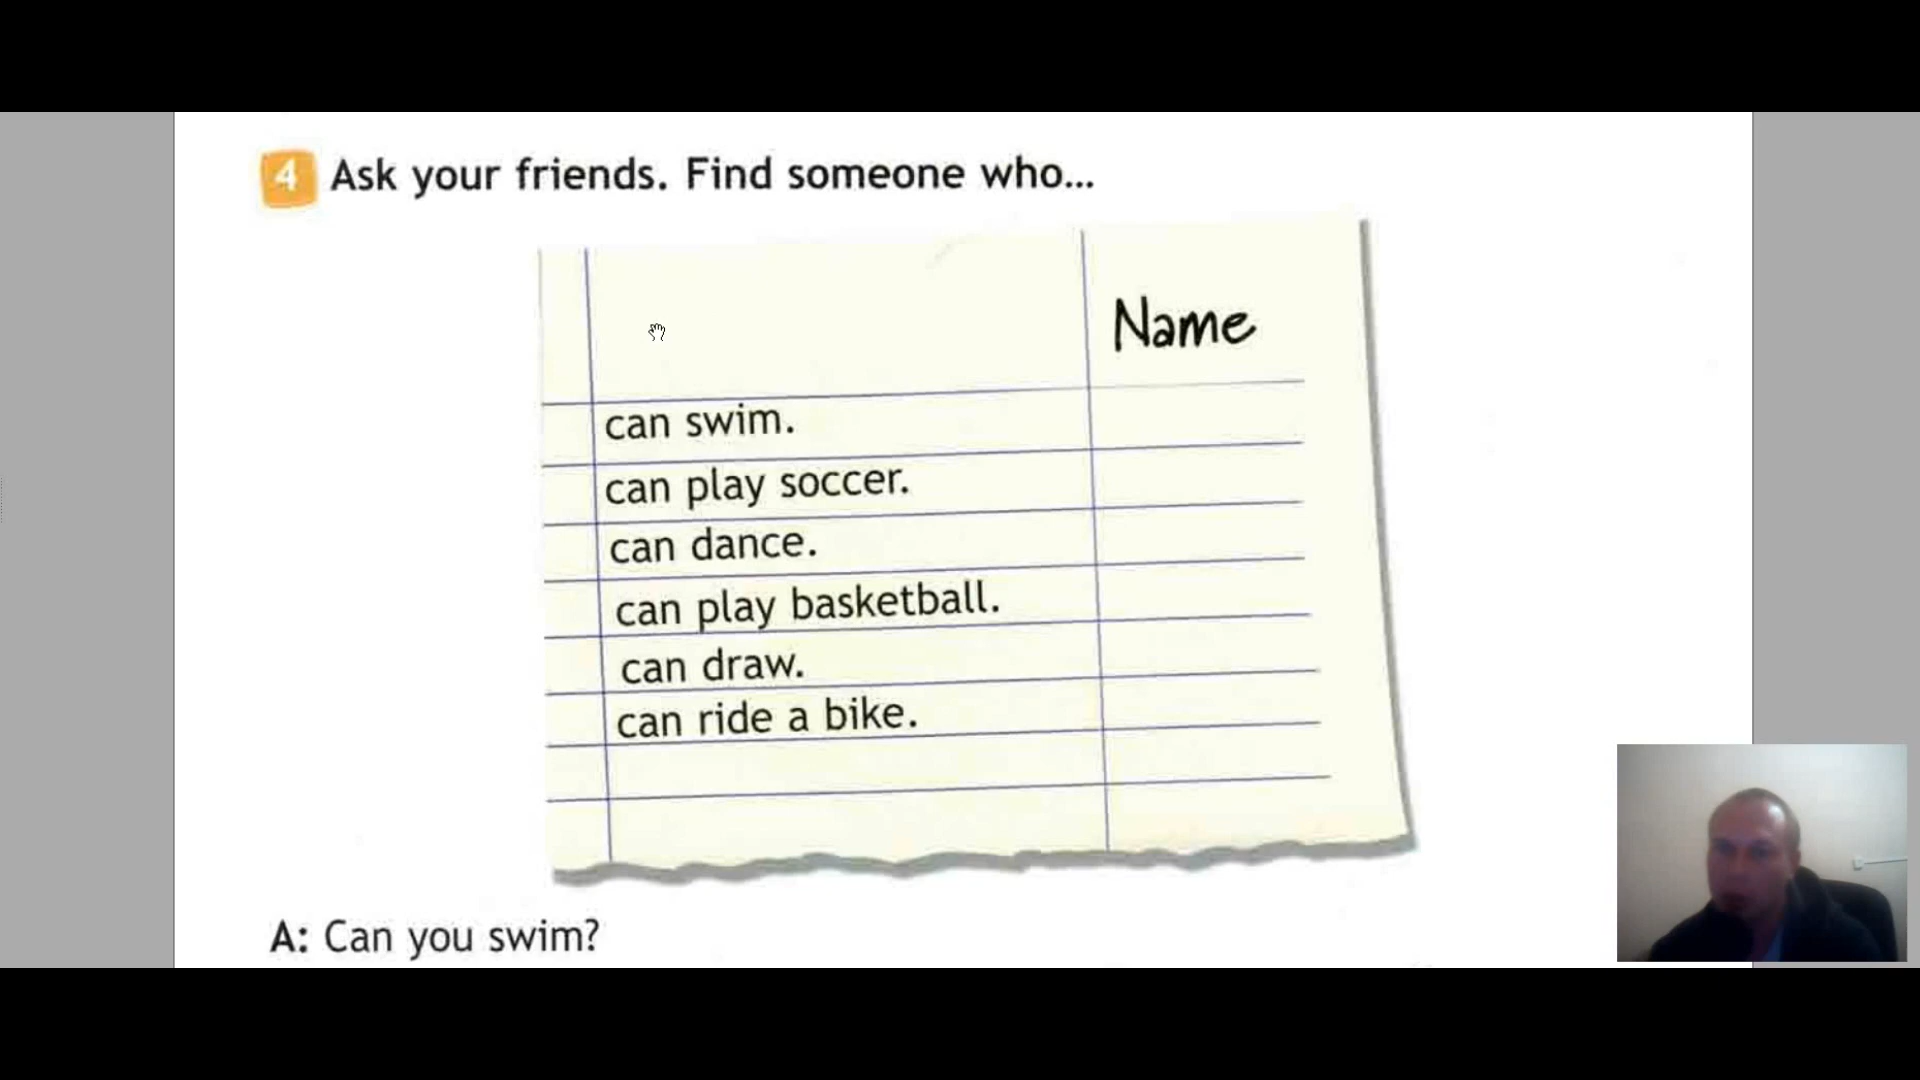 4 Ask your friends. Find someone who...
Name
can swim.
can play soccer.
can dance.
can play basketball.
can draw.
can ride a bike.
A: Can you swim?